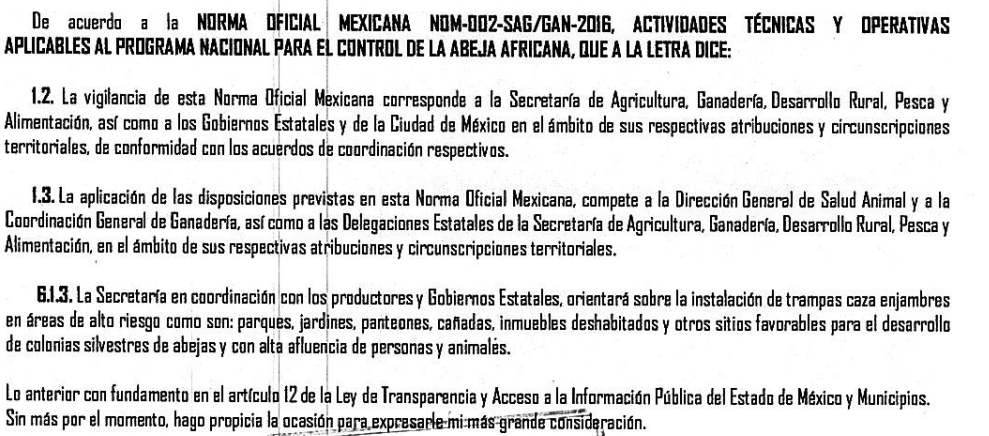 De acuerdo a la NORMA OFICIAL MEXICANA NOM-002-SAG/GAN-2016, ACTIVIDADES TÉCNICAS Y OPERATIVAS
APLICABLES AL PROGRAMA NACIONAL PARA EL CONTROL DE LA ABEJA AFRICANA, QUE A LA LETRA DICE:
1.2. La vigilancia de esta Norma Oficial Mexicana corresponde a la Secretaría de Agricultura, Ganadería, Desarrollo Rural, Pesca y
Alimentación, así como a los Gobiernos Estatales y de la Ciudad de México en el ámbito de sus respectivas atribuciones y circunscripciones
territoriales, de conformidad con los acuerdos de coordinación respectivos.
1.3. La aplicación de las disposiciones previstas en esta Norma Oficial Mexicana, compete a la Dirección General de Salud Animal y a la
Coordinación General de Ganadería, así como a las Delegaciones Estatales de la Secretaría de Agricultura, Ganadería, Desarrollo Rural, Pesca y
Alimentación, en el ámbito de sus respectivas atribuciones y circunscripciones territoriales.
6.1.3. La Secretaría en coordinación con los productores y Gobiernos Estatales, orientará sobre la instalación de trampas caza enjambres
en áreas de alto riesgo como son: parques, jardines, panteones, cañadas, inmuebles deshabitados y otros sitios favorables para el desarrollo
de colonias silvestres de abejas y con alta afluencia de personas y animales.
Lo anterior con fundamento en el artículo 12 de la Ley de Transparencia y Acceso a la Información Pública del Estado de México y Municipios.
Sin más por el momento, hago propicia la ocasión para expresarle mi más grande consideración.